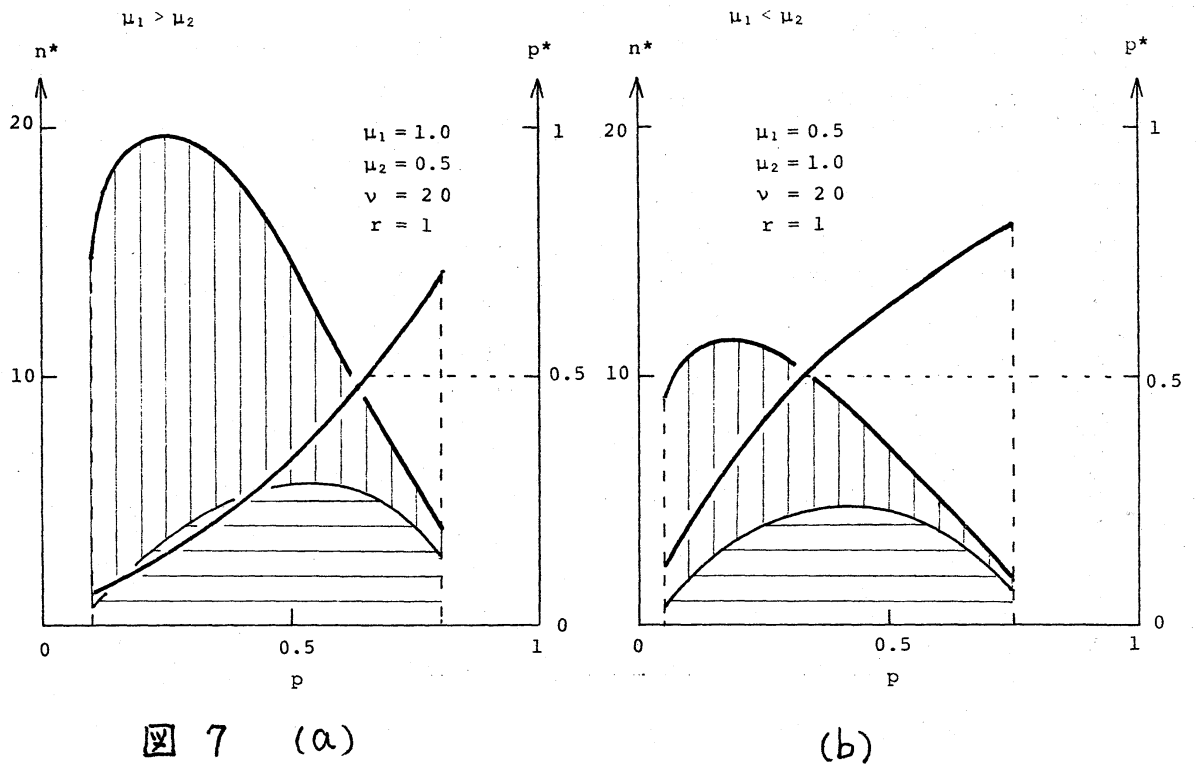 μ₁ > μ₂
n*
p*
20
1
μ₁ = 1.0
μ₂ = 0.5
ν = 20
r = 1
10
0.5
0
0
0.5
1
p
図 7 (a)
μ₁ < μ₂
n*
p*
20
1
μ₁ = 0.5
μ₂ = 1.0
ν = 20
r = 1
10
0.5
0
0
0.5
1
p
(b)